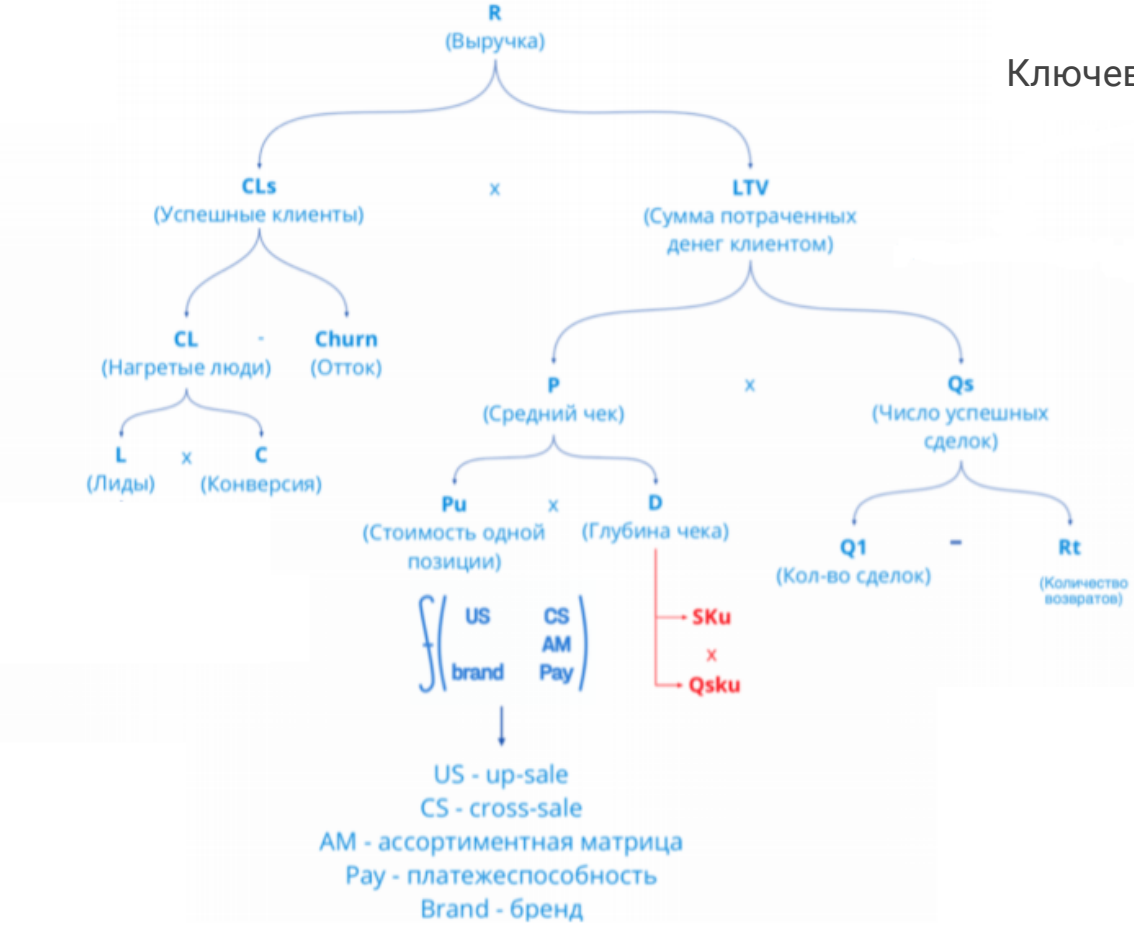 R
(Выручка)
Ключев
CLs x LTV
(Успешные клиенты) (Сумма потраченных
денег клиентом)
CL - Churn
(Нагретые люди) (Отток)
P x Qs
(Средний чек) (Число успешных
сделок)
L x C
(Лиды) (Конверсия)
Pu x D
(Стоимость одной (Глубина чека)
позиции)
Q1 – Rt
(Кол-во сделок) (Количество
возвратов)
∫ ( US CS
AM
brand Pay )
SKu
x
Qsku
US - up-sale
CS - cross-sale
AM - ассортиментная матрица
Pay - платежеспособность
Brand - бренд